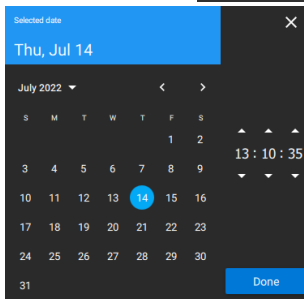 Selected date
Thu, Jul 14
July 2022
S M T W T F S
1 2
3 4 5 6 7 8 9
10 11 12 13 14 15 16
17 18 19 20 21 22 23
24 25 26 27 28 29 30
31
13 : 10 : 35
Done